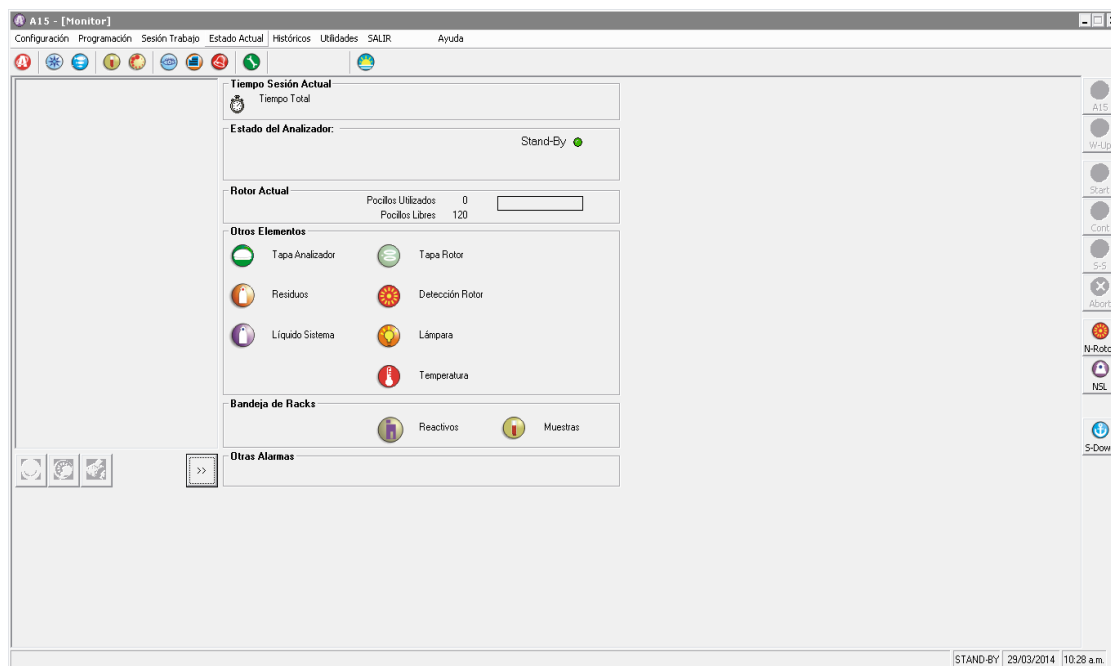 A15 - [Monitor]
Configuración Programación Sesión Trabajo Estado Actual Históricos Utilidades SALIR Ayuda
Tiempo Sesión Actual
Tiempo Total
Estado del Analizador:
Stand-By
Rotor Actual
Pocillos Utilizados 0
Pocillos Libres 120
Otros Elementos
Tapa Analizador Tapa Rotor
Residuos Detección Rotor
Líquido Sistema Lámpara
Temperatura
Bandeja de Racks
Reactivos Muestras
Otras Alarmas
>>
A15
W-Up
Start
Cont
S-S
Abort
N-Roto
NSL
S-Dow
STAND-BY 29/03/2014 10:28 a.m.